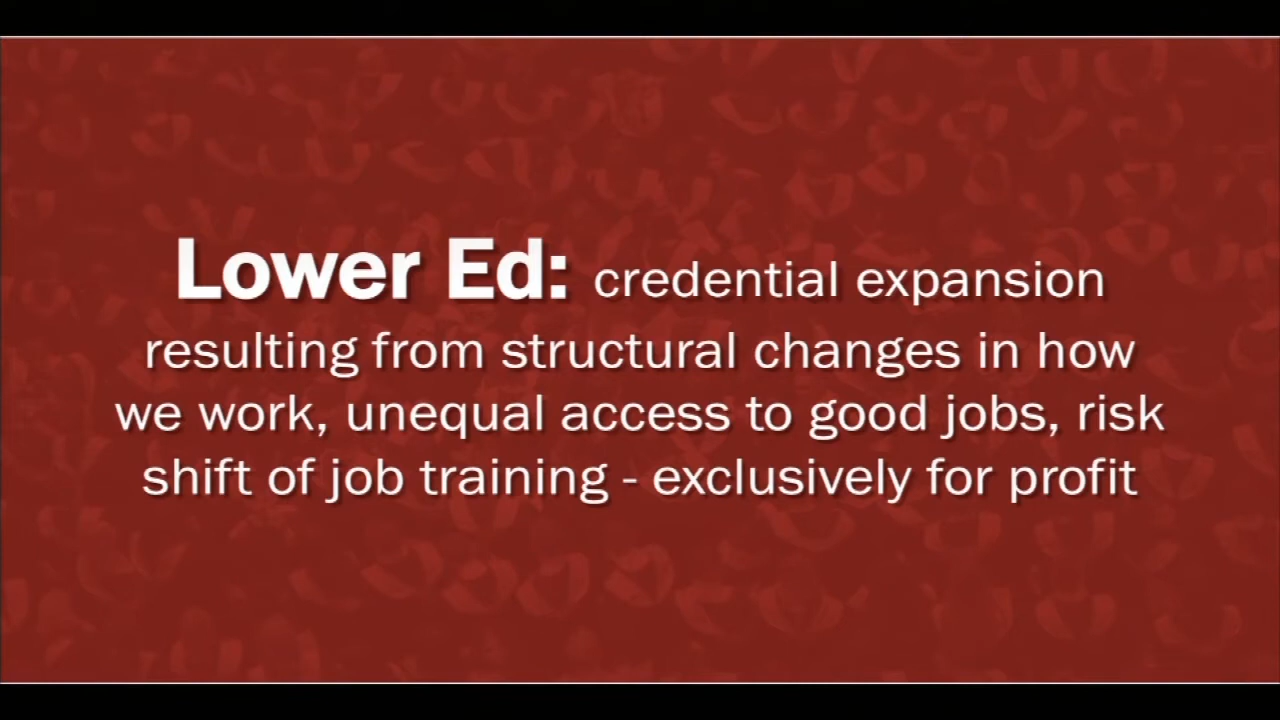 Lower Ed: credential expansion
resulting from structural changes in how
we work, unequal access to good jobs, risk
shift of job training - exclusively for profit